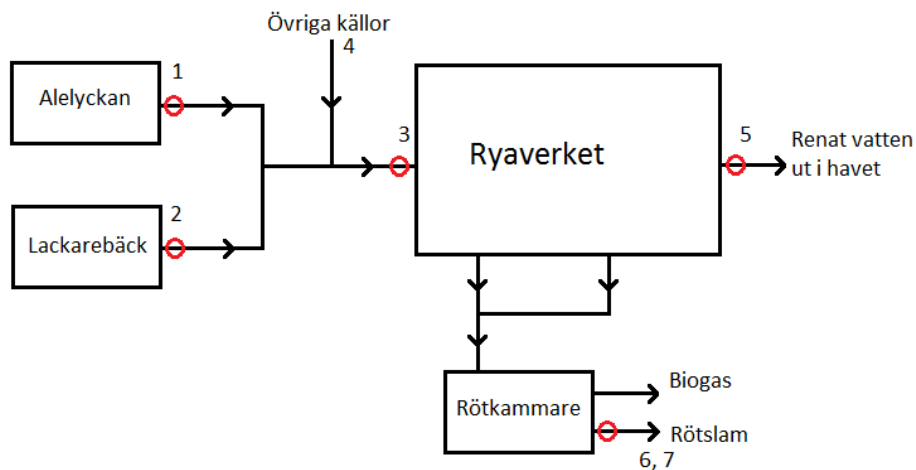 Övriga källor
4
1
Alelyckan
3
5
Ryaverket
Renat vatten
ut i havet
2
Lackarebäck
Biogas
Rötkammare
Rötslam
6, 7